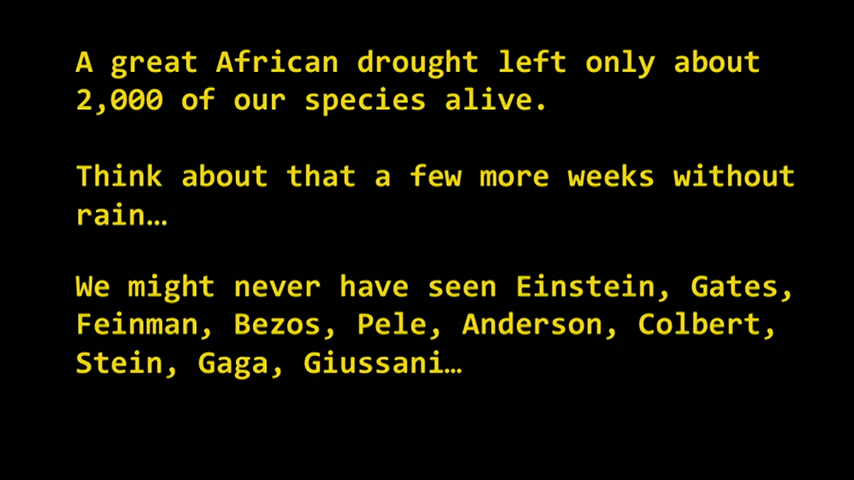 A great African drought left only about
2,000 of our species alive.
Think about that a few more weeks without
rain…
We might never have seen Einstein, Gates,
Feinman, Bezos, Pele, Anderson, Colbert,
Stein, Gaga, Giussani…